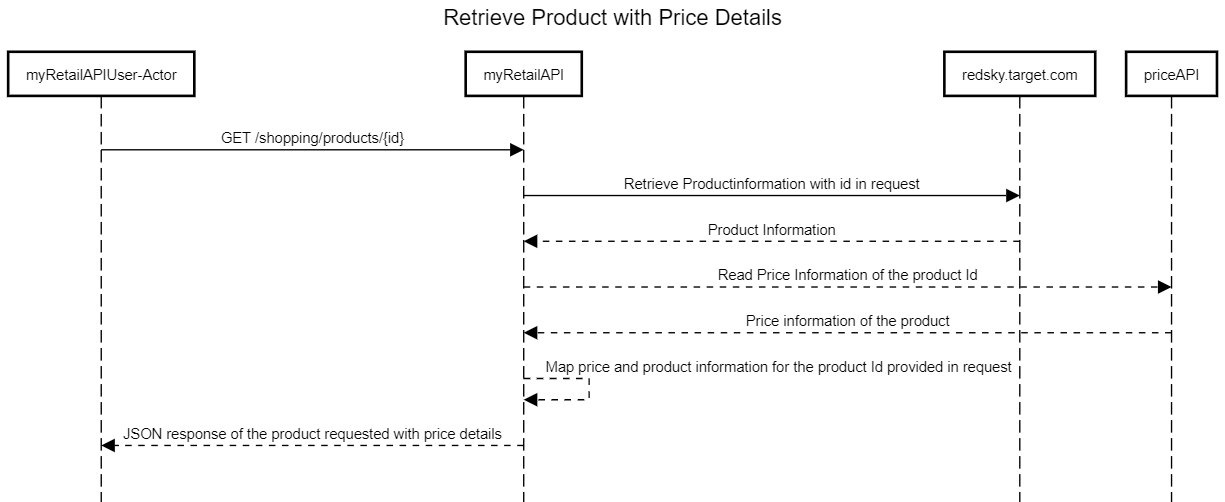 Retrieve Product with Price Details
myRetailAPIUser-Actor
myRetailAPI
redsky.target.com
priceAPI
GET /shopping/products/{id}
Retrieve Productinformation with id in request
Product Information
Read Price Information of the product Id
Price information of the product
Map price and product information for the product Id provided in request
JSON response of the product requested with price details